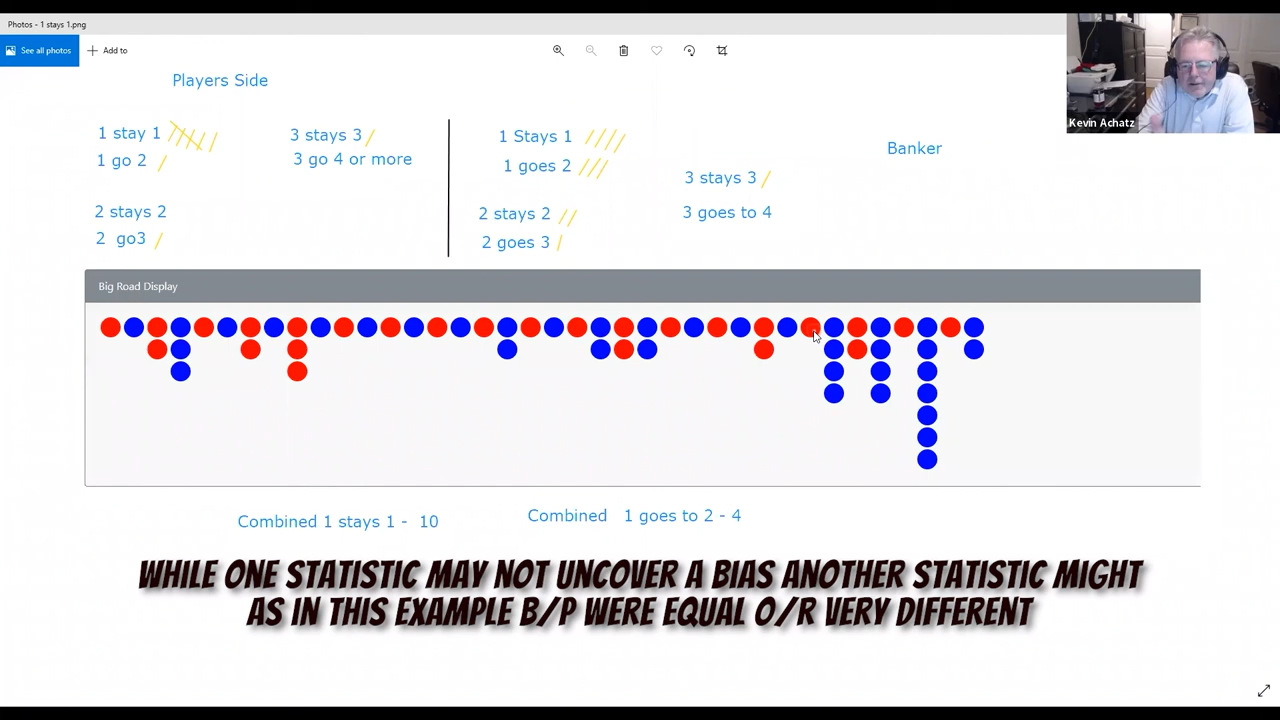 Photos - 1 stays 1.png
See all photos
Add to
Kevin Achatz
Players Side
Banker
1 stay 1
1 go 2
3 stays 3
3 go 4 or more
2 stays 2
2 go3
1 Stays 1
1 goes 2
3 stays 3
3 goes to 4
2 stays 2
2 goes 3
Big Road Display
Combined 1 stays 1 - 10
Combined 1 goes to 2 - 4
WHILE ONE STATISTIC MAY NOT UNCOVER A BIAS ANOTHER STATISTIC MIGHT
AS IN THIS EXAMPLE B/P WERE EQUAL O/R VERY DIFFERENT